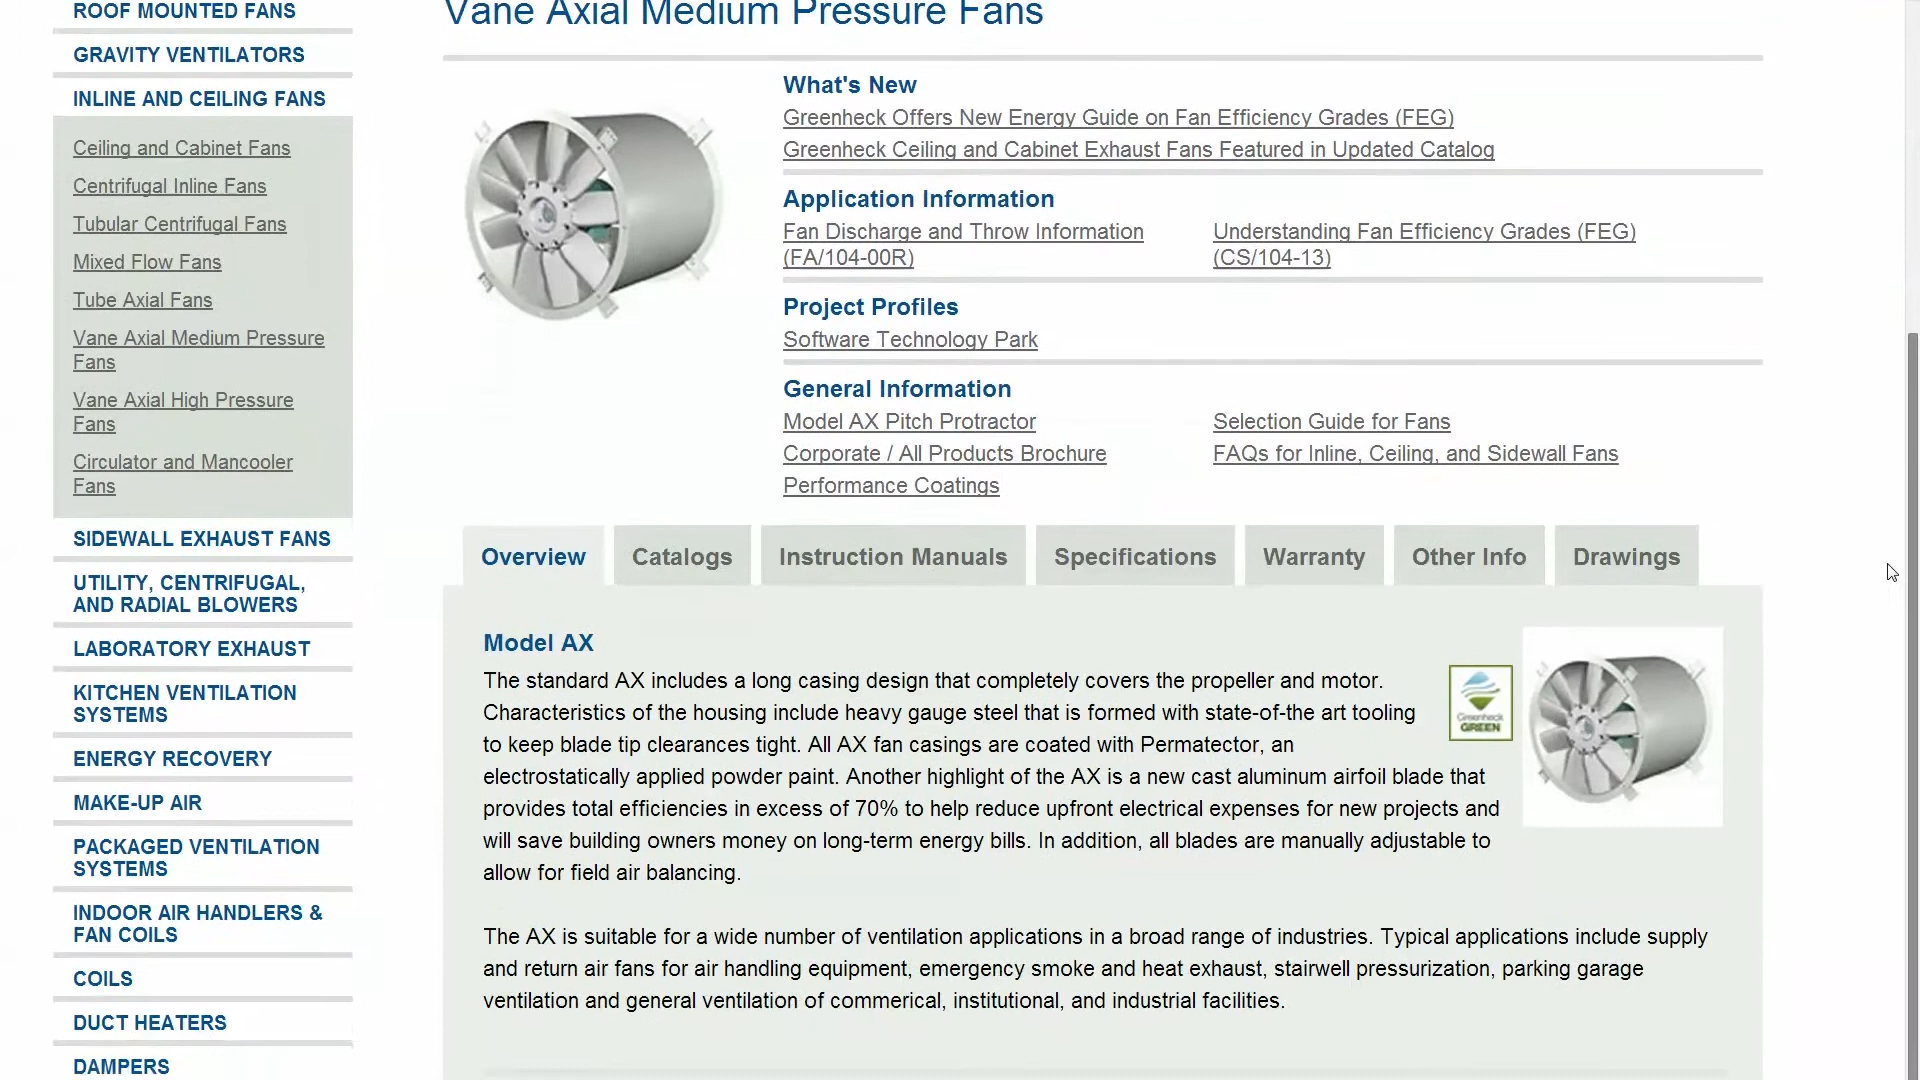 ROOF MOUNTED FANS
GRAVITY VENTILATORS
INLINE AND CEILING FANS
Ceiling and Cabinet Fans
Centrifugal Inline Fans
Tubular Centrifugal Fans
Mixed Flow Fans
Tube Axial Fans
Vane Axial Medium Pressure
Fans
Vane Axial High Pressure
Fans
Circulator and Mancooler
Fans
SIDEWALL EXHAUST FANS
UTILITY, CENTRIFUGAL,
AND RADIAL BLOWERS
LABORATORY EXHAUST
KITCHEN VENTILATION
SYSTEMS
ENERGY RECOVERY
MAKE-UP AIR
PACKAGED VENTILATION
SYSTEMS
INDOOR AIR HANDLERS &
FAN COILS
COILS
DUCT HEATERS
DAMPERS
Vane Axial Medium Pressure Fans
What's New
Greenheck Offers New Energy Guide on Fan Efficiency Grades (FEG)
Greenheck Ceiling and Cabinet Exhaust Fans Featured in Updated Catalog
Application Information
Fan Discharge and Throw Information
(FA/104-00R)
Understanding Fan Efficiency Grades (FEG)
(CS/104-13)
Project Profiles
Software Technology Park
General Information
Model AX Pitch Protractor
Selection Guide for Fans
Corporate / All Products Brochure
FAQs for Inline, Ceiling, and Sidewall Fans
Performance Coatings
Overview
Catalogs
Instruction Manuals
Specifications
Warranty
Other Info
Drawings
Model AX
The standard AX includes a long casing design that completely covers the propeller and motor.
Characteristics of the housing include heavy gauge steel that is formed with state-of-the art tooling
to keep blade tip clearances tight. All AX fan casings are coated with Permatector, an
electrostatically applied powder paint. Another highlight of the AX is a new cast aluminum airfoil blade that
provides total efficiencies in excess of 70% to help reduce upfront electrical expenses for new projects and
will save building owners money on long-term energy bills. In addition, all blades are manually adjustable to
allow for field air balancing.
Greenheck
GREEN
The AX is suitable for a wide number of ventilation applications in a broad range of industries. Typical applications include supply
and return air fans for air handling equipment, emergency smoke and heat exhaust, stairwell pressurization, parking garage
ventilation and general ventilation of commerical, institutional, and industrial facilities.